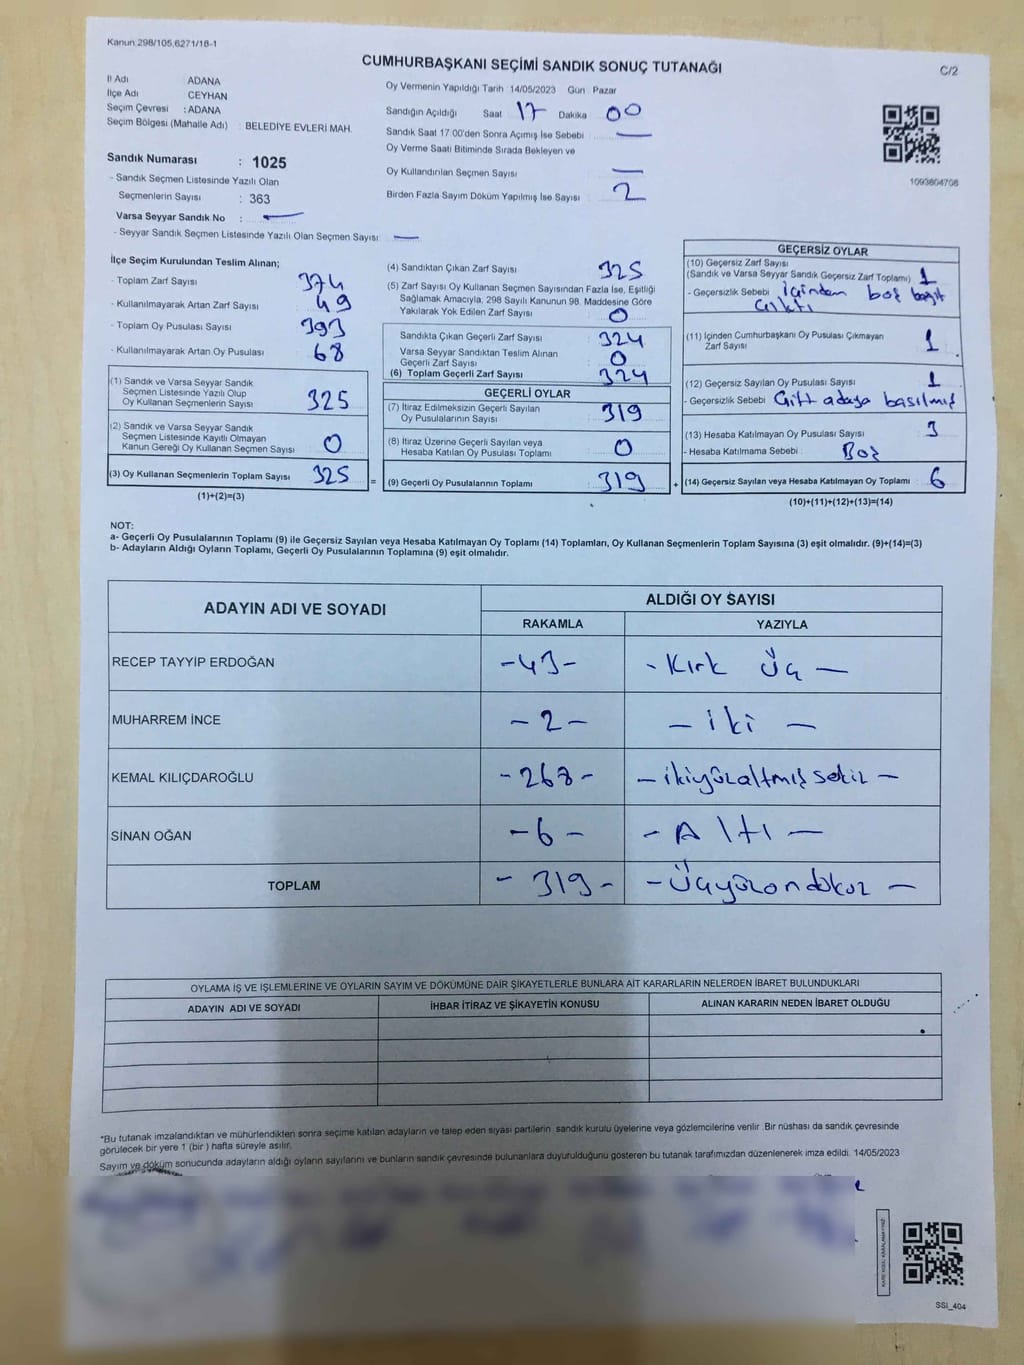 Kanun 298/105,6271/18-1
CUMHURBAŞKANI SEÇİMİ SANDIK SONUÇ TUTANAĞI
C/2
İl Adı ADANA
İlçe Adı CEYHAN
Seçim Çevresi : ADANA
Seçim Bölgesi (Mahalle Adı) : BELEDİYE EVLERİ MAH.
Sandık Numarası : 1025
- Sandık Seçmen Listesinde Yazılı Olan
Seçmenlerin Sayısı : 363
Varsa Seyyar Sandık No : —
- Seyyar Sandık Seçmen Listesinde Yazılı Olan Seçmen Sayısı: —
Oy Vermenin Yapıldığı Tarih 14/05/2023 Gün Pazar
Sandığın Açıldığı Saat 17 Dakika 00
Sandık Saat 17:00'den Sonra Açılmış İse Sebebi —
Oy Verme Saati Bitiminde Sırada Bekleyen ve
Oy Kullandırılan Seçmen Sayısı —
Birden Fazla Sayım Döküm Yapılmış İse Sayısı 2
1093804708
İlçe Seçim Kurulundan Teslim Alınan;
- Toplam Zarf Sayısı 374
- Kullanılmayarak Artan Zarf Sayısı 49
- Toplam Oy Pusulası Sayısı 393
- Kullanılmayarak Artan Oy Pusulası 68
(1) Sandık ve Varsa Seyyar Sandık
Seçmen Listesinde Yazılı Olup
Oy Kullanan Seçmenlerin Sayısı 325
(2) Sandık ve Varsa Seyyar Sandık
Seçmen Listesinde Kayıtlı Olmayan
Kanun Gereği Oy Kullanan Seçmen Sayısı 0
(3) Oy Kullanan Seçmenlerin Toplam Sayısı 325 =
(1)+(2)=(3)
(4) Sandıktan Çıkan Zarf Sayısı 325
(5) Zarf Sayısı Oy Kullanan Seçmen Sayısından Fazla İse, Eşitliği
Sağlamak Amacıyla, 298 Sayılı Kanunun 98. Maddesine Göre
Yakılarak Yok Edilen Zarf Sayısı 0
Sandıkta Çıkan Geçerli Zarf Sayısı 324
Varsa Seyyar Sandıktan Teslim Alınan
Geçerli Zarf Sayısı 0
(6) Toplam Geçerli Zarf Sayısı 324
GEÇERLİ OYLAR
(7) İtiraz Edilmeksizin Geçerli Sayılan
Oy Pusulalarının Sayısı 319
(8) İtiraz Üzerine Geçerli Sayılan veya
Hesaba Katılan Oy Pusulası Toplamı 0
(9) Geçerli Oy Pusulalarının Toplamı 319 +
GEÇERSİZ OYLAR
(10) Geçersiz Zarf Sayısı
(Sandık ve Varsa Seyyar Sandık Geçersiz Zarf Toplamı) 1
- Geçersizlik Sebebi İçinden boş
çıktı
(11) İçinden Cumhurbaşkanı Oy Pusulası Çıkmayan
Zarf Sayısı 1
(12) Geçersiz Sayılan Oy Pusulası Sayısı 1
- Geçersizlik Sebebi Çift adaya basılmış
(13) Hesaba Katılmayan Oy Pusulası Sayısı 3
- Hesaba Katılmama Sebebi : Boş
(14) Geçersiz Sayılan veya Hesaba Katılmayan Oy Toplamı : 6
(10)+(11)+(12)+(13)=(14)
NOT:
a- Geçerli Oy Pusulalarının Toplamı (9) ile Geçersiz Sayılan veya Hesaba Katılmayan Oy Toplamı (14) Toplamları, Oy Kullanan Seçmenlerin Toplam Sayısına (3) eşit olmalıdır. (9)+(14)=(3)
b- Adayların Aldığı Oyların Toplamı, Geçerli Oy Pusulalarının Toplamına (9) eşit olmalıdır.
ADAYIN ADI VE SOYADI ALDIĞI OY SAYISI
RAKAMLA YAZIYLA
RECEP TAYYİP ERDOĞAN -43- - Kırk Üç —
MUHARREM İNCE - 2 - — iki —
KEMAL KILIÇDAROĞLU -268- — ikiyüzaltmışsekiz —
SİNAN OĞAN -6- - Altı —
TOPLAM - 319 - - Üçyüzondokuz —
OYLAMA İŞ VE İŞLEMLERİNE VE OYLARIN SAYIM VE DÖKÜMÜNE DAİR ŞİKAYETLERLE BUNLARA AİT KARARLARIN NELERDEN İBARET BULUNDUKLARI
ADAYIN ADI VE SOYADI İHBAR İTİRAZ VE ŞİKAYETİN KONUSU ALINAN KARARIN NEDEN İBARET OLDUĞU
*Bu tutanak imzalandıktan ve mühürlendikten sonra seçime katılan adayların ve talep eden siyasi partilerin sandık kurulu üyelerine veya gözlemcilerine verilir. Bir nüshası da sandık çevresinde
görülecek bir yere 1 (bir) hafta süreyle asılır.
Sayım ve döküm sonucunda adayların aldığı oyların sayılarını ve bunların sandık çevresinde bulunanlara duyurulduğunu gösteren bu tutanak tarafımızdan düzenlenerek imza edildi. 14/05/2023
SSİ_404